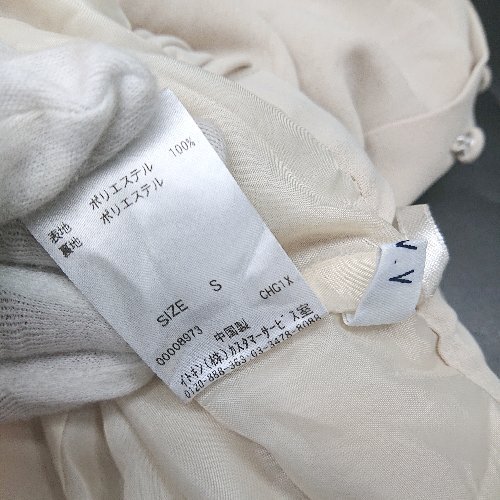 表地 ポリエステル 100%
裏地 ポリエステル
SIZE S
00008973 CHG1X
中国製
イトキン(株)カスタマーサービス室
0120-888-363 03-3478-8088